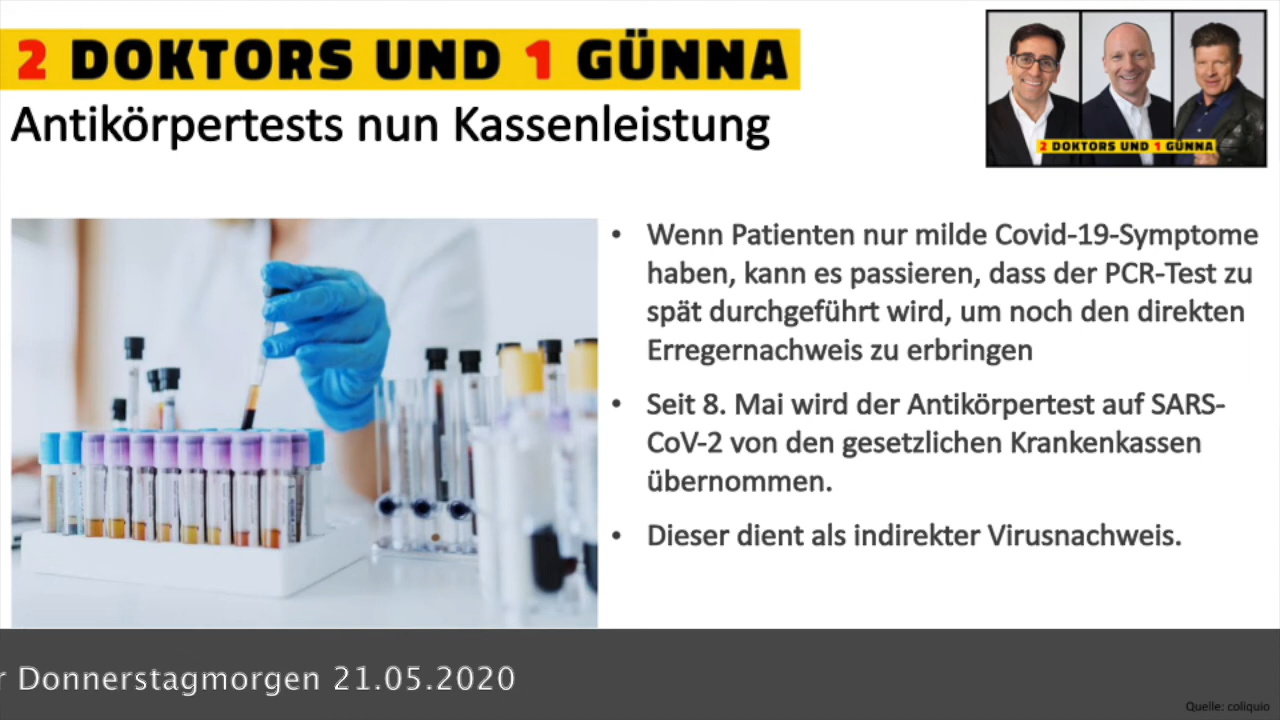 2 DOKTORS UND 1 GÜNNA
Antikörpertests nun Kassenleistung
2 DOKTORS UND 1 GÜNNA
• Wenn Patienten nur milde Covid-19-Symptome
haben, kann es passieren, dass der PCR-Test zu
spät durchgeführt wird, um noch den direkten
Erregernachweis zu erbringen
• Seit 8. Mai wird der Antikörpertest auf SARS-
CoV-2 von den gesetzlichen Krankenkassen
übernommen.
• Dieser dient als indirekter Virusnachweis.
r Donnerstagmorgen 21.05.2020
Quelle: coliquio